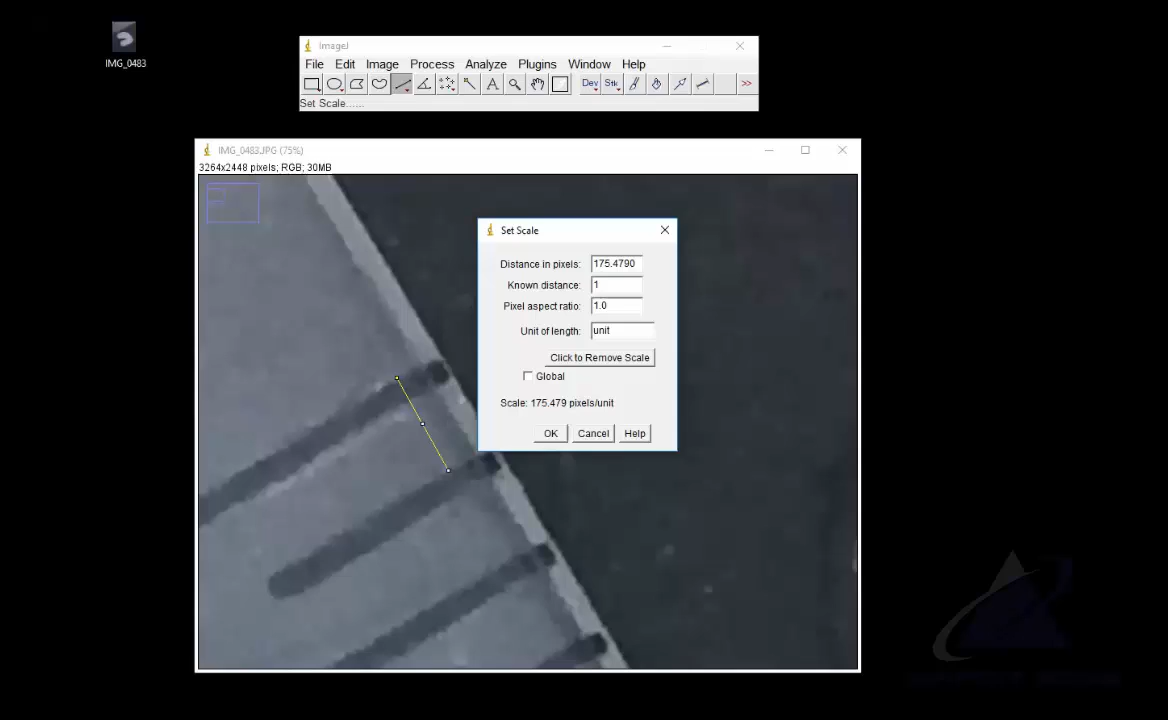 IMG_0483
ImageJ
File Edit Image Process Analyze Plugins Window Help
A Dev Stk >>
Set Scale......
IMG_0483.JPG (75%)
3264x2448 pixels; RGB; 30MB
Set Scale
Distance in pixels: 175.4790
Known distance: 1
Pixel aspect ratio: 1.0
Unit of length: unit
Click to Remove Scale
Global
Scale: 175.479 pixels/unit
OK Cancel Help